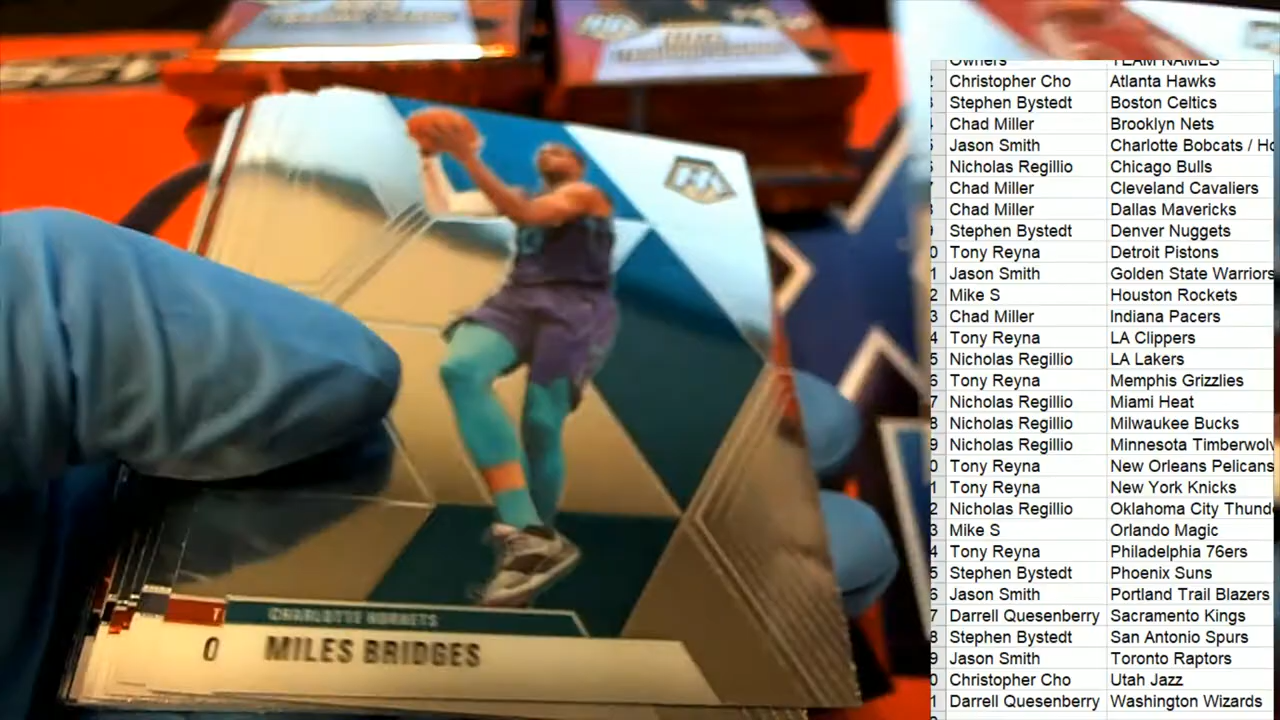 CHARLOTTE HORNETS
0 MILES BRIDGES
Owners TEAM NAMES
Christopher Cho Atlanta Hawks
Stephen Bystedt Boston Celtics
Chad Miller Brooklyn Nets
Jason Smith Charlotte Bobcats / Ho
Nicholas Regillio Chicago Bulls
Chad Miller Cleveland Cavaliers
Chad Miller Dallas Mavericks
Stephen Bystedt Denver Nuggets
Tony Reyna Detroit Pistons
Jason Smith Golden State Warriors
Mike S Houston Rockets
Chad Miller Indiana Pacers
Tony Reyna LA Clippers
Nicholas Regillio LA Lakers
Tony Reyna Memphis Grizzlies
Nicholas Regillio Miami Heat
Nicholas Regillio Milwaukee Bucks
Nicholas Regillio Minnesota Timberwolv
Tony Reyna New Orleans Pelicans
Tony Reyna New York Knicks
Nicholas Regillio Oklahoma City Thund
Mike S Orlando Magic
Tony Reyna Philadelphia 76ers
Stephen Bystedt Phoenix Suns
Jason Smith Portland Trail Blazers
Darrell Quesenberry Sacramento Kings
Stephen Bystedt San Antonio Spurs
Jason Smith Toronto Raptors
Christopher Cho Utah Jazz
Darrell Quesenberry Washington Wizards